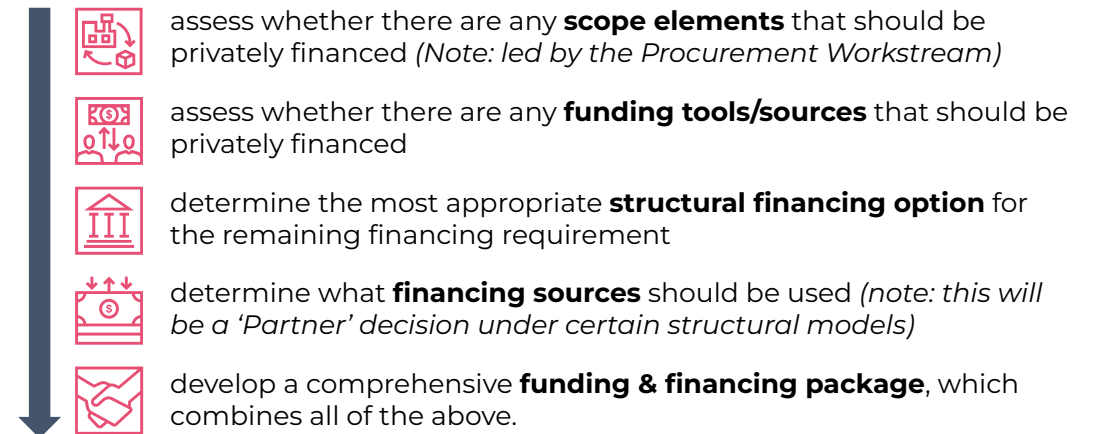 assess whether there are any scope elements that should be
privately financed (Note: led by the Procurement Workstream)
assess whether there are any funding tools/sources that should be
privately financed
determine the most appropriate structural financing option for
the remaining financing requirement
determine what financing sources should be used (note: this will
be a ‘Partner’ decision under certain structural models)
develop a comprehensive funding & financing package, which
combines all of the above.